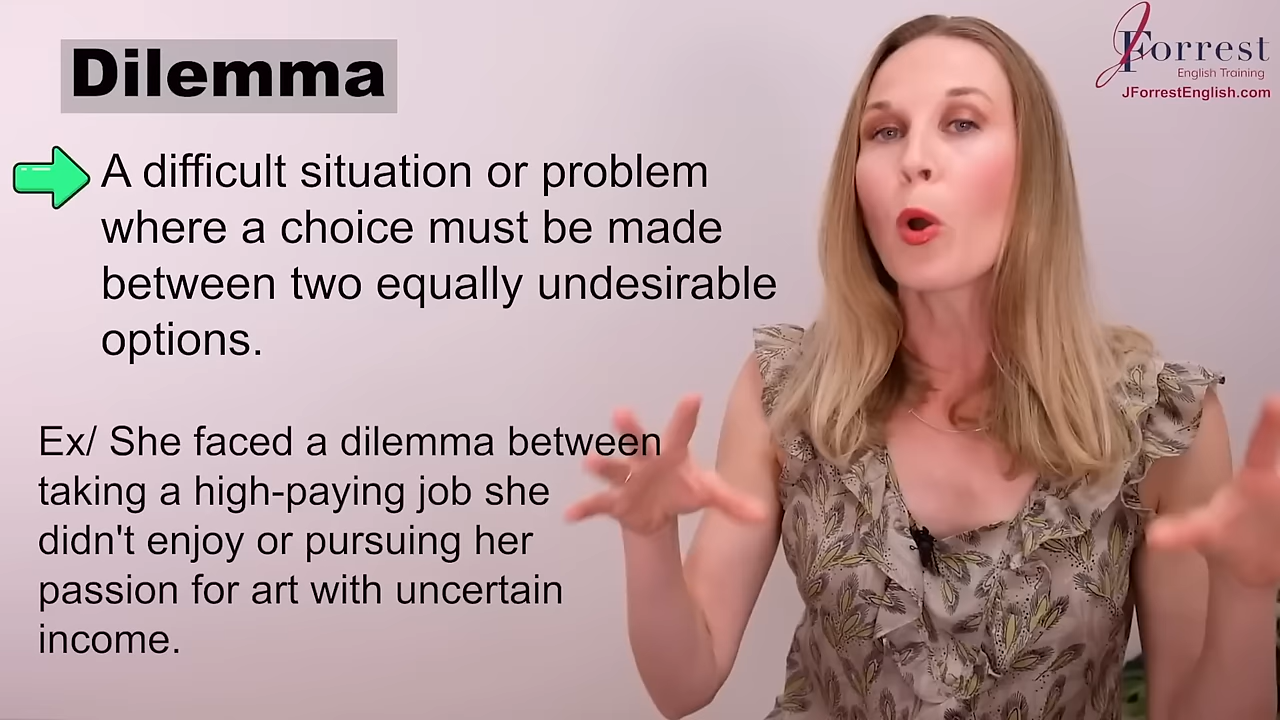 Dilemma
A difficult situation or problem
where a choice must be made
between two equally undesirable
options.
Ex/ She faced a dilemma between
taking a high-paying job she
didn't enjoy or pursuing her
passion for art with uncertain
income.
JForrest
English Training
JForrestEnglish.com